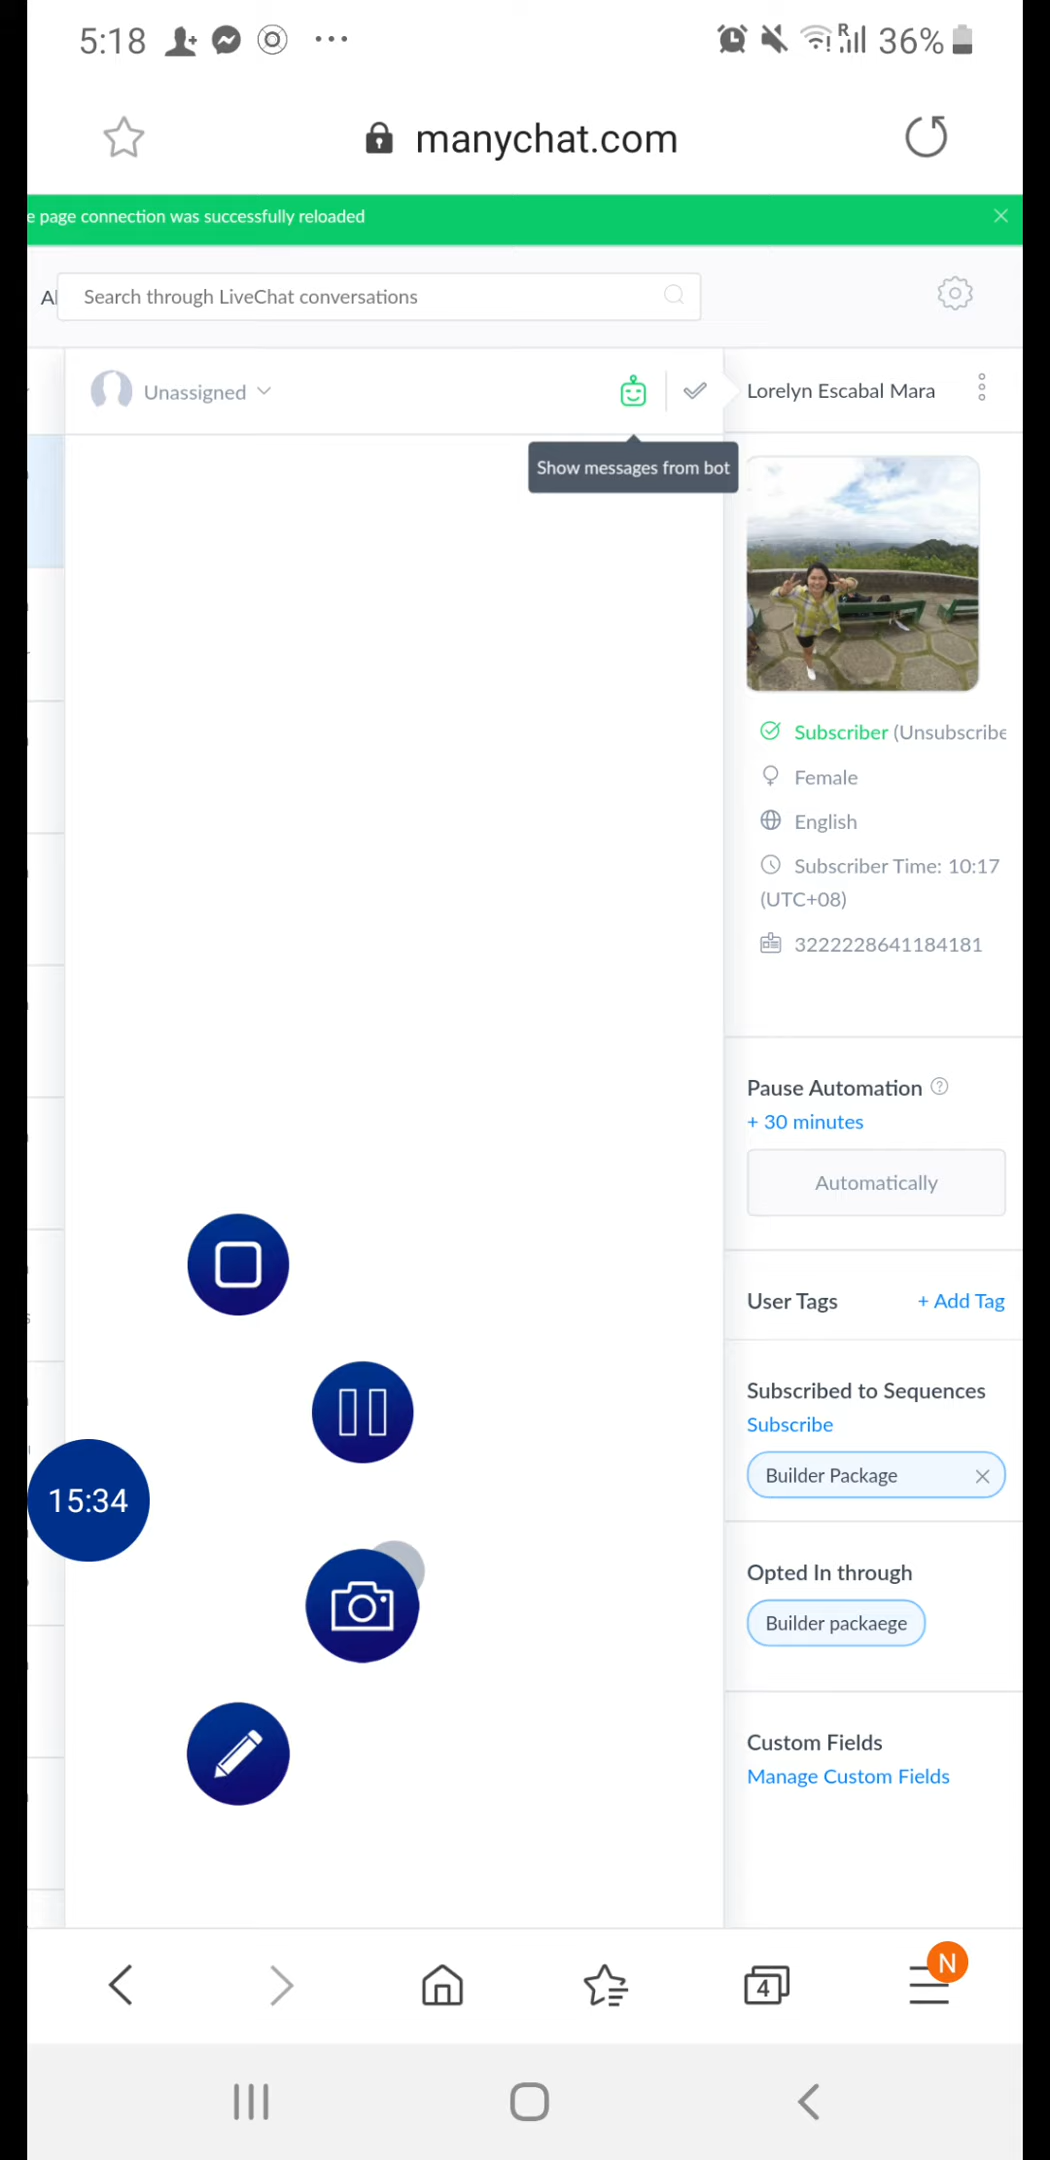 5:18
R
36%
manychat.com
e page connection was successfully reloaded
Al
Search through LiveChat conversations
Unassigned
Lorelyn Escabal Mara
Show messages from bot
Subscriber (Unsubscribe
Female
English
Subscriber Time: 10:17
(UTC+08)
3222228641184181
Pause Automation ?
+ 30 minutes
Automatically
User Tags + Add Tag
Subscribed to Sequences
Subscribe
Builder Package
15:34
Opted In through
Builder packaege
Custom Fields
Manage Custom Fields
4
N